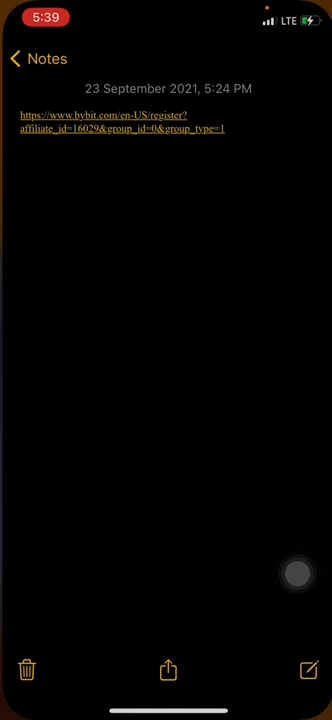 5:39
LTE
Notes
23 September 2021, 5:24 PM
https://www.bybit.com/en-US/register?
affiliate_id=16029&group_id=0&group_type=1